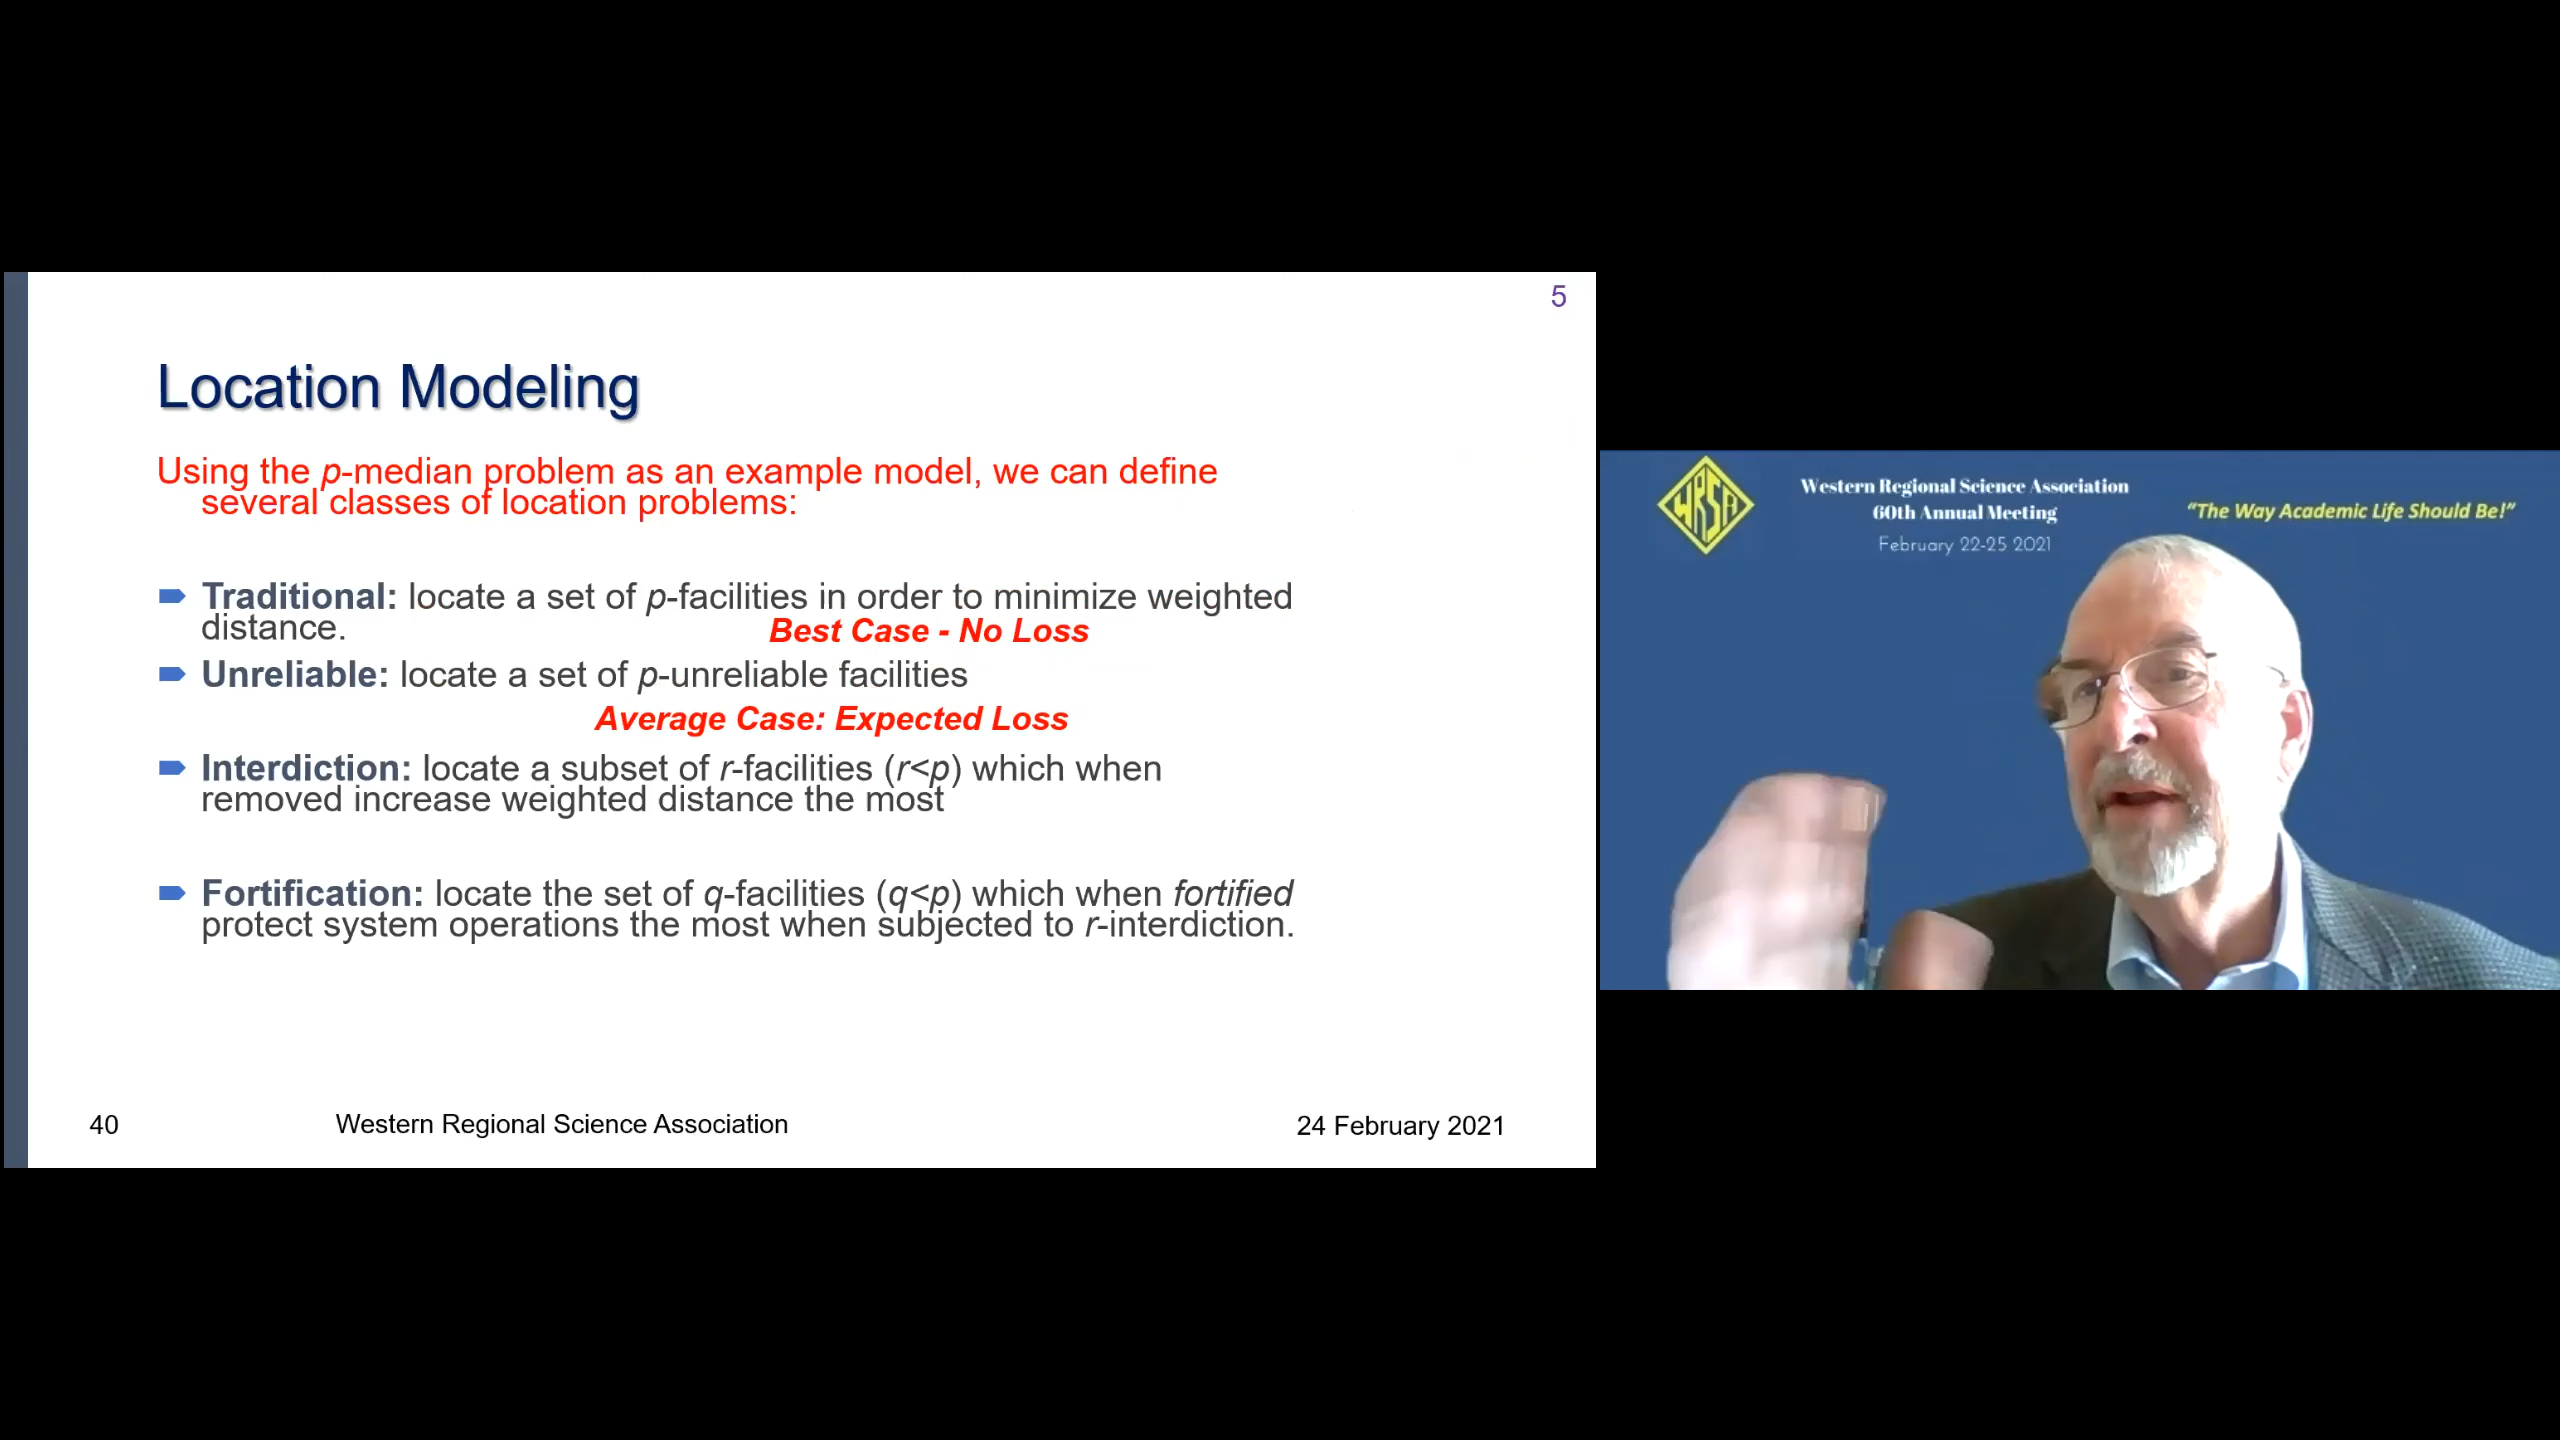 5
Location Modeling
Using the p-median problem as an example model, we can define
several classes of location problems:
Traditional: locate a set of p-facilities in order to minimize weighted
distance.
Best Case - No Loss
Unreliable: locate a set of p-unreliable facilities
Average Case: Expected Loss
Interdiction: locate a subset of r-facilities (r<p) which when
removed increase weighted distance the most
Fortification: locate the set of q-facilities (q<p) which when fortified
protect system operations the most when subjected to r-interdiction.
40
Western Regional Science Association
24 February 2021
WRSA
Western Regional Science Association
60th Annual Meeting
February 22-25 2021
“The Way Academic Life Should Be!”